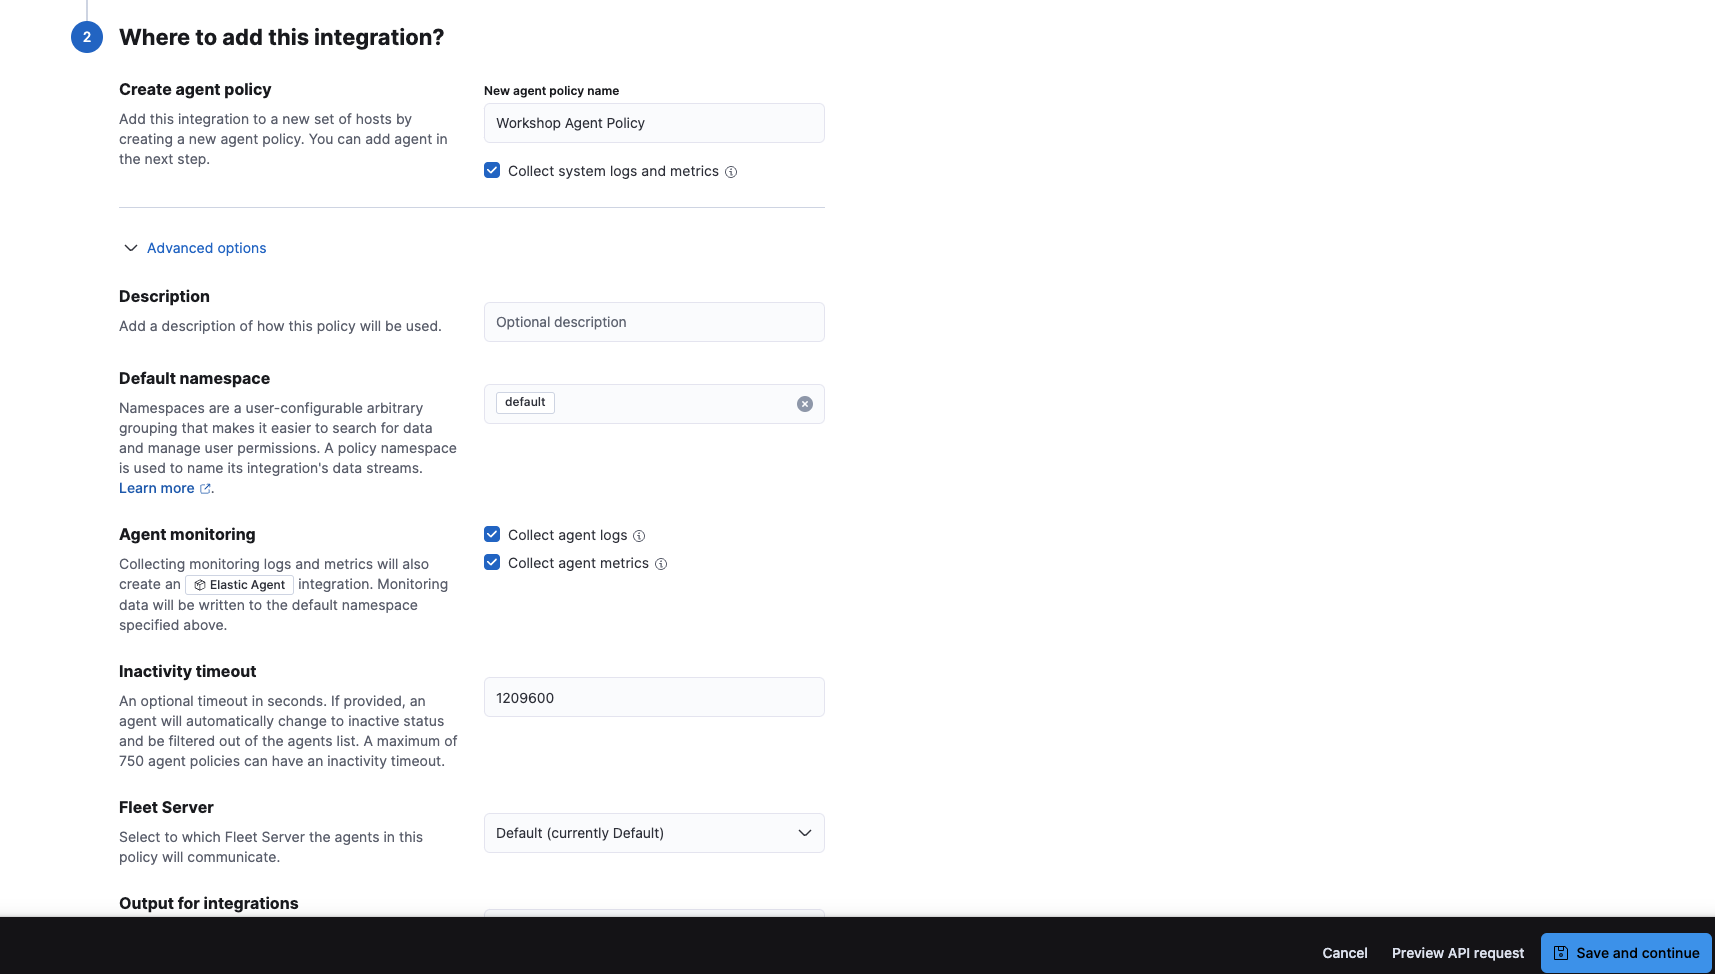 2
Where to add this integration?
Create agent policy
Add this integration to a new set of hosts by
creating a new agent policy. You can add agent in
the next step.
New agent policy name
Workshop Agent Policy
Collect system logs and metrics
Advanced options
Description
Add a description of how this policy will be used.
Optional description
Default namespace
Namespaces are a user-configurable arbitrary
grouping that makes it easier to search for data
and manage user permissions. A policy namespace
is used to name its integration's data streams.
Learn more .
default
Agent monitoring
Collecting monitoring logs and metrics will also
create an Elastic Agent integration. Monitoring
data will be written to the default namespace
specified above.
Collect agent logs
Collect agent metrics
Inactivity timeout
An optional timeout in seconds. If provided, an
agent will automatically change to inactive status
and be filtered out of the agents list. A maximum of
750 agent policies can have an inactivity timeout.
1209600
Fleet Server
Select to which Fleet Server the agents in this
policy will communicate.
Default (currently Default)
Output for integrations
Cancel
Preview API request
Save and continue